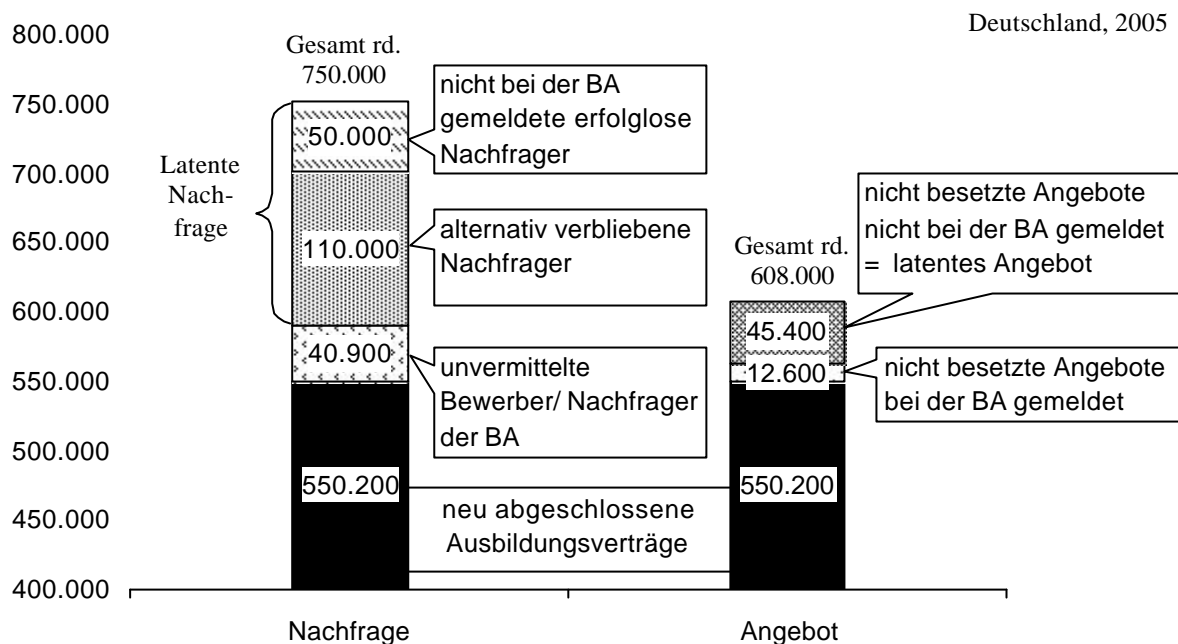 Deutschland, 2005
800.000
750.000
700.000
650.000
600.000
550.000
500.000
450.000
400.000
Gesamt rd.
750.000
Latente
Nach-
frage
50.000
110.000
40.900
550.200
nicht bei der BA
gemeldete erfolglose
Nachfrager
alternativ verbliebene
Nachfrager
unvermittelte
Bewerber/ Nachfrager
der BA
neu abgeschlossene
Ausbildungsverträge
Gesamt rd.
608.000
45.400
12.600
550.200
nicht besetzte Angebote
nicht bei der BA gemeldet
= latentes Angebot
nicht besetzte Angebote
bei der BA gemeldet
Nachfrage
Angebot